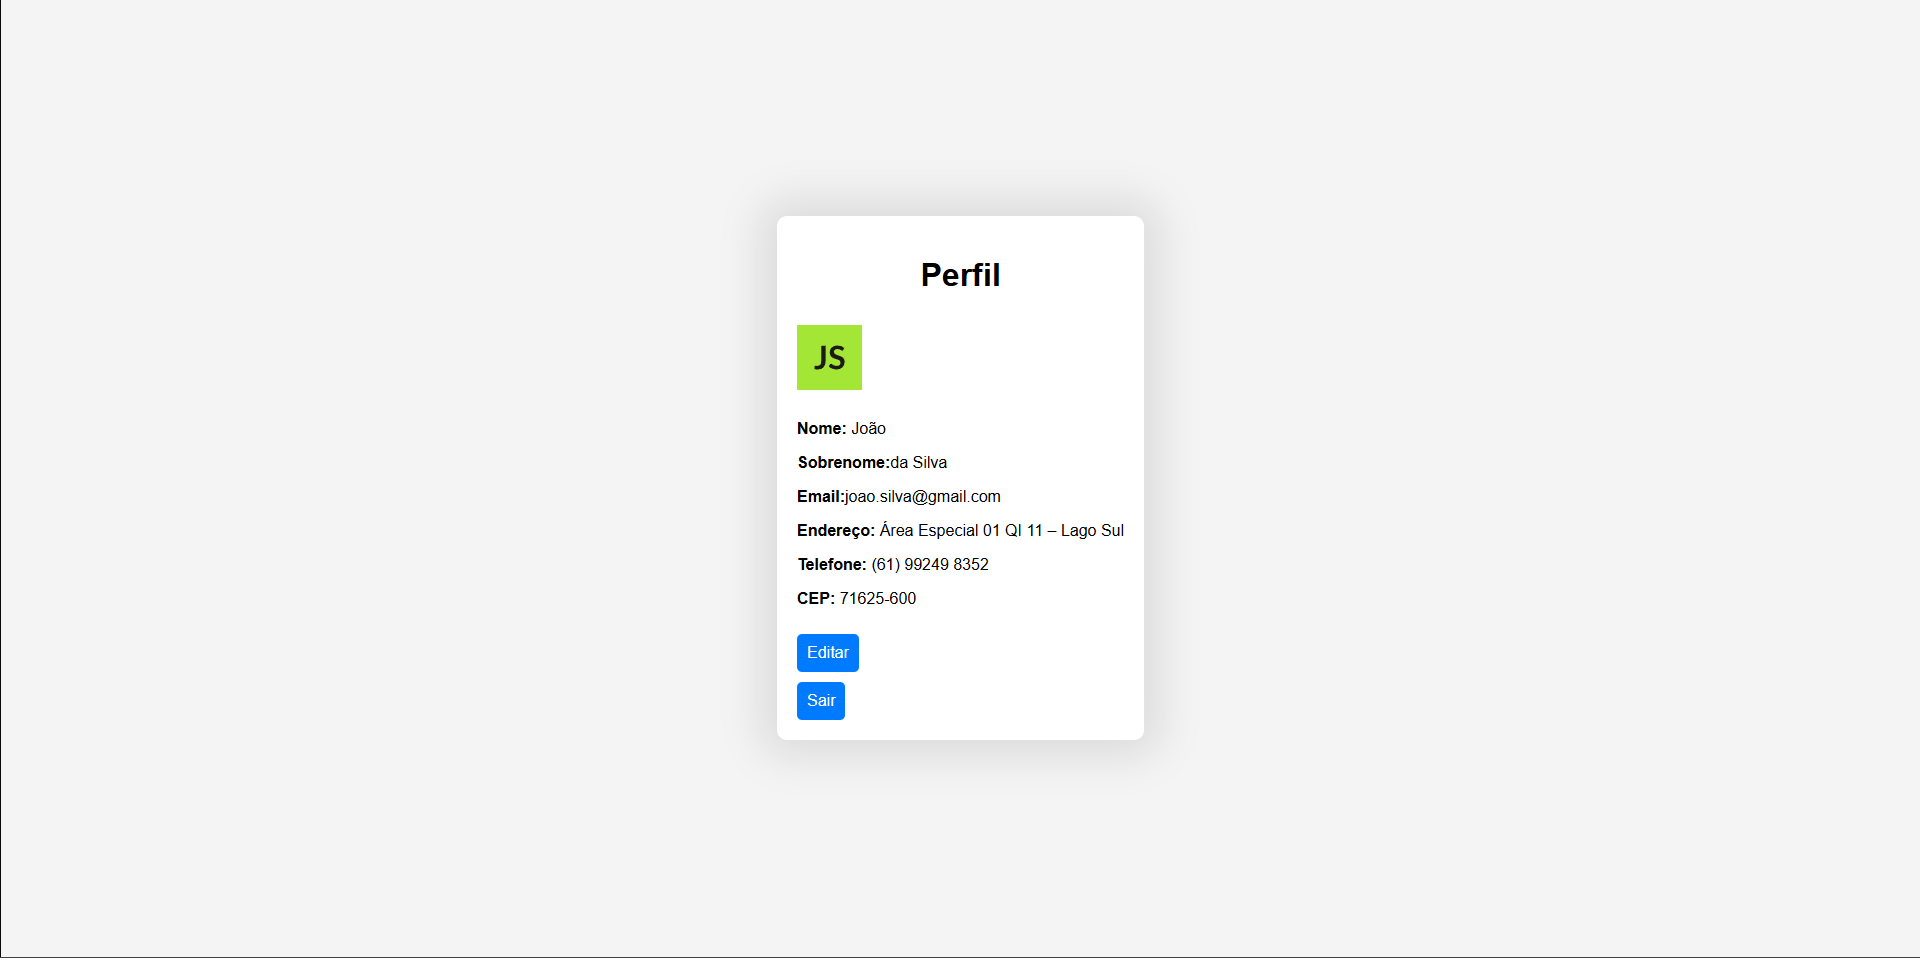 Perfil
JS
Nome: João
Sobrenome:da Silva
Email:joao.silva@gmail.com
Endereço: Área Especial 01 QI 11 – Lago Sul
Telefone: (61) 99249 8352
CEP: 71625-600
Editar
Sair